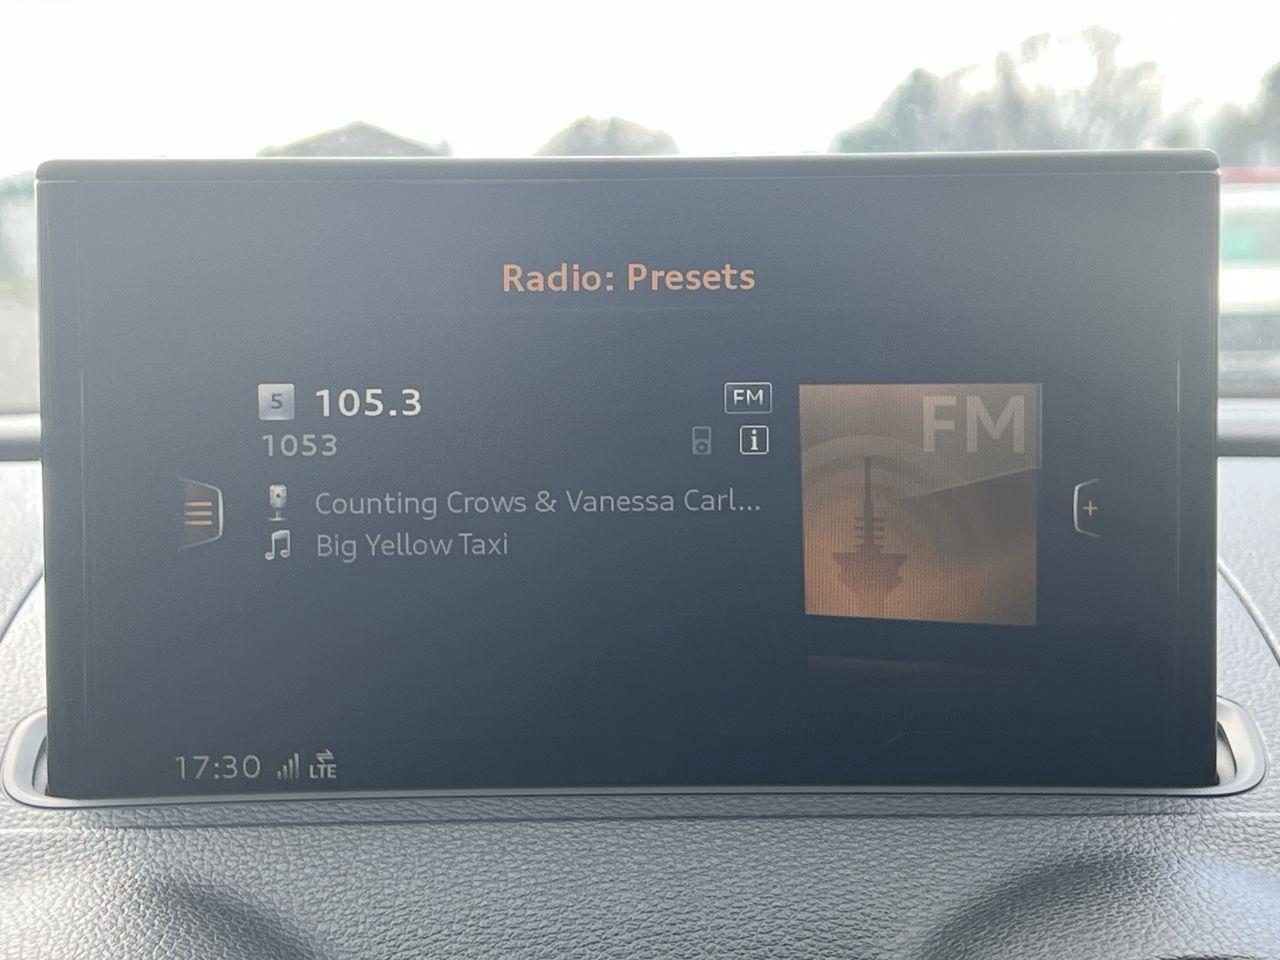 Radio: Presets
5 105.3
FM
1053
i
Counting Crows & Vanessa Carl...
Big Yellow Taxi
FM
17:30 LTE